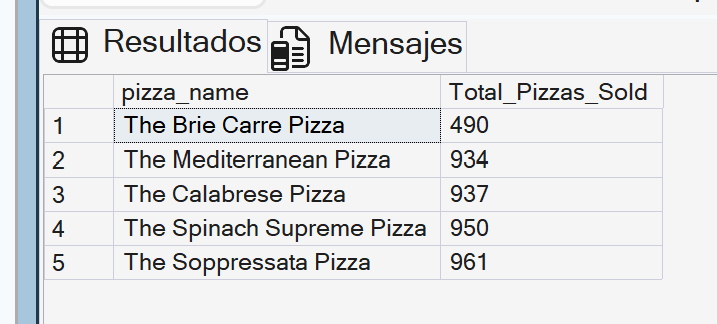 Resultados Mensajes
pizza_name Total_Pizzas_Sold
1 The Brie Carre Pizza 490
2 The Mediterranean Pizza 934
3 The Calabrese Pizza 937
4 The Spinach Supreme Pizza 950
5 The Soppressata Pizza 961